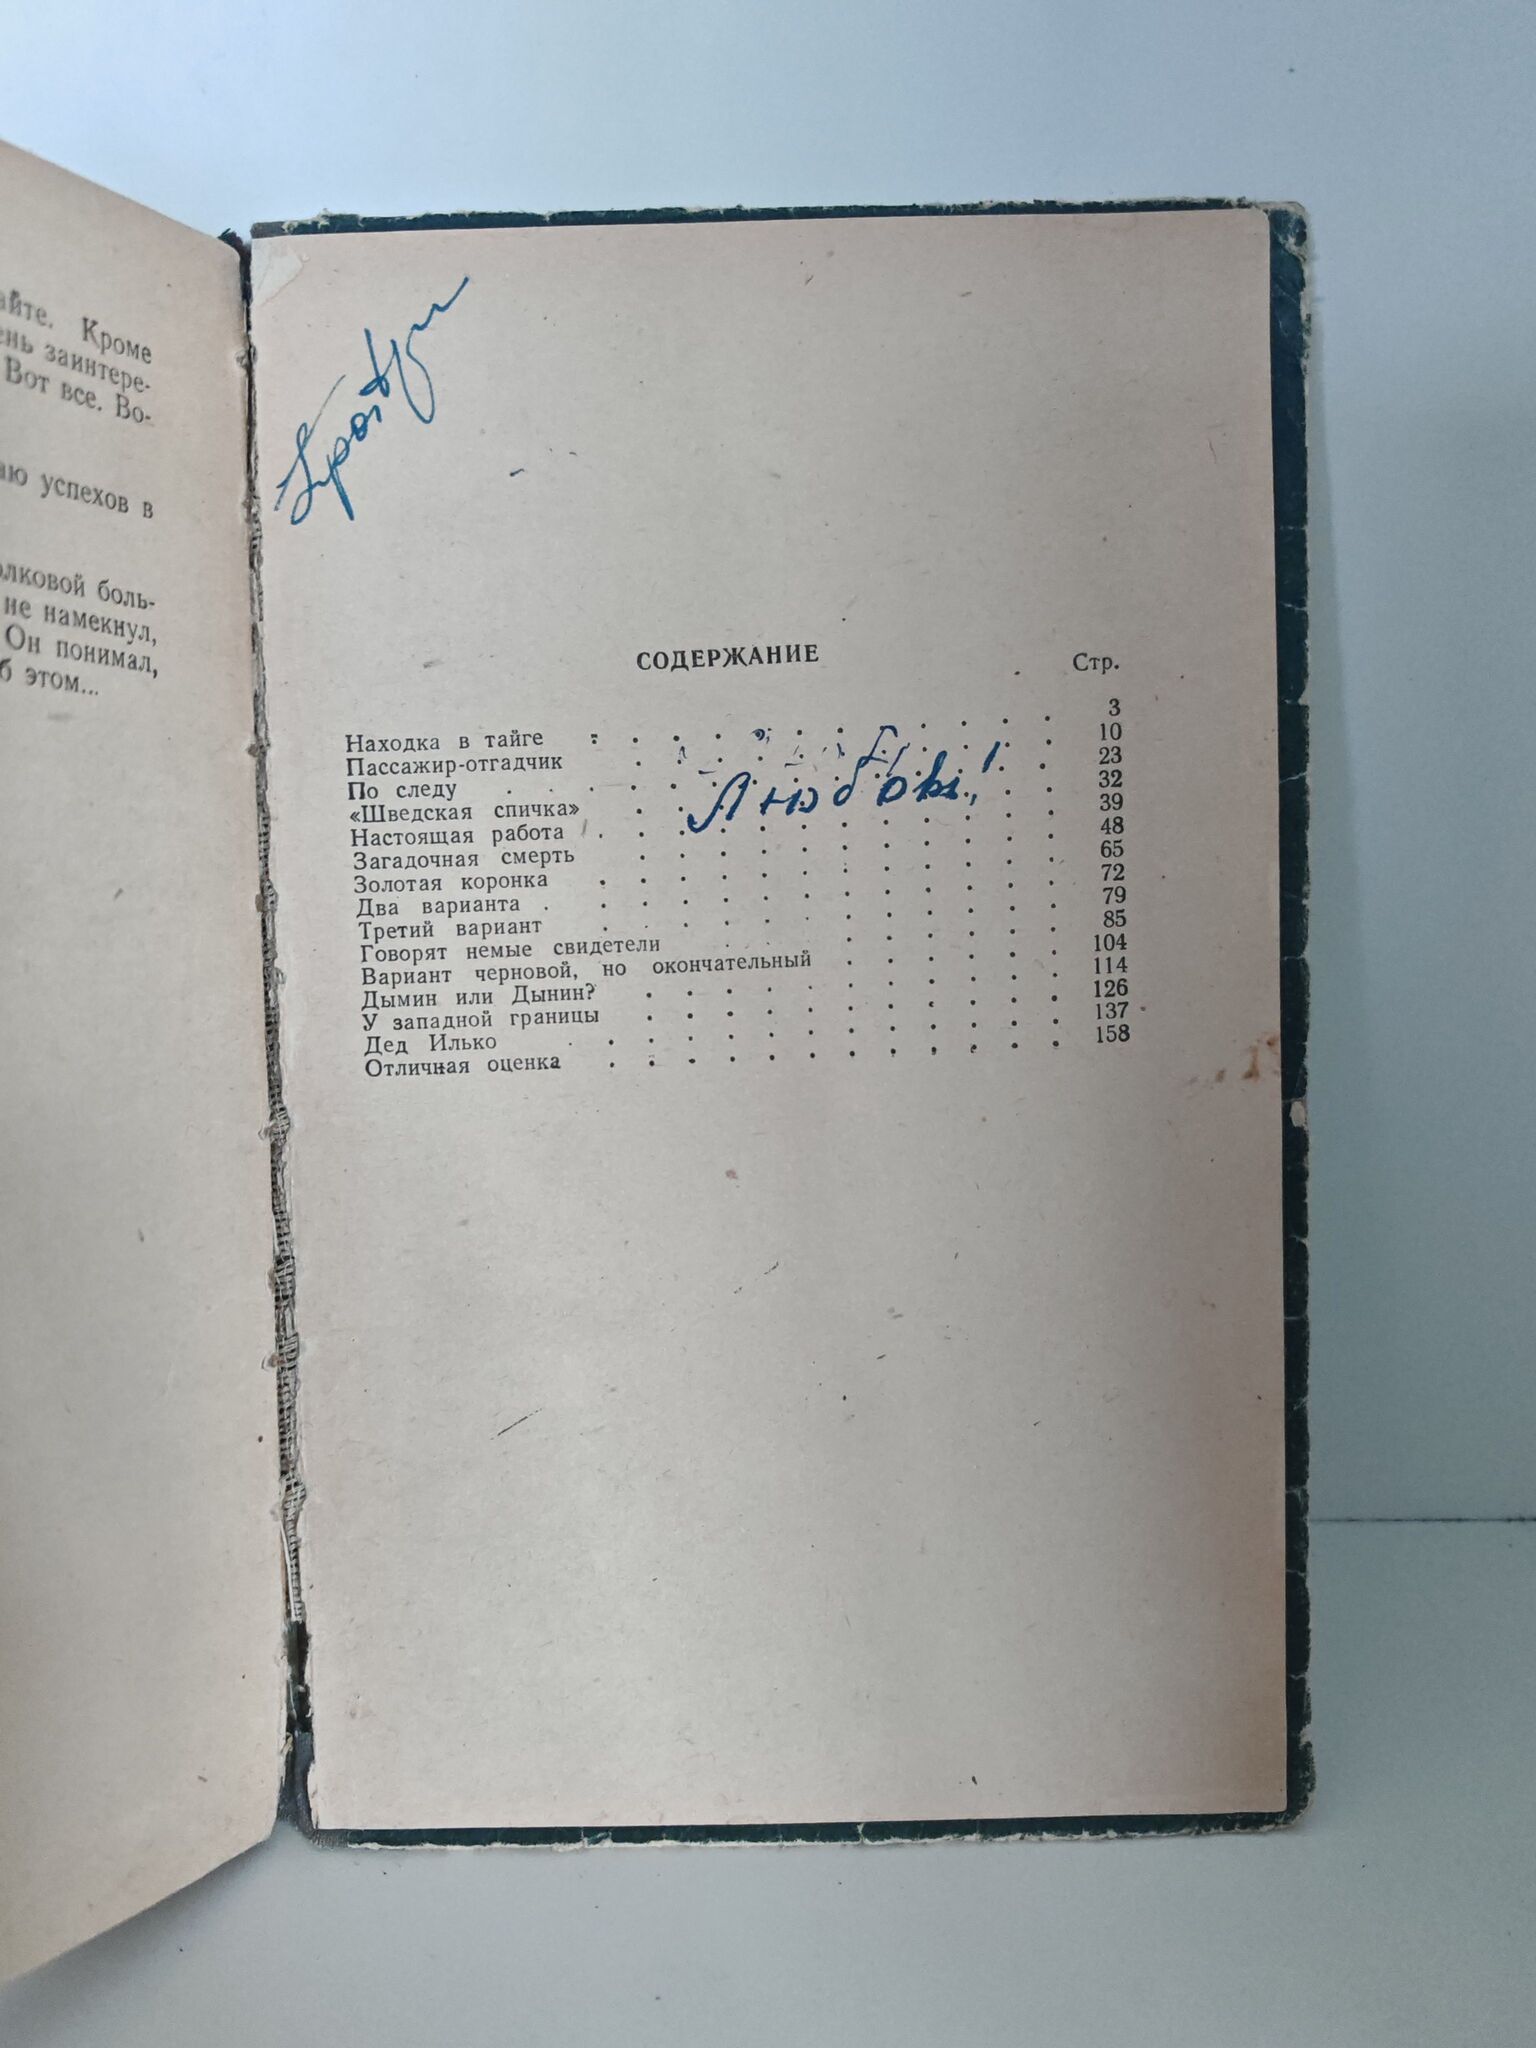 айте. Кроме
ень заинтере-
Вот все. Во-
аю успехов в
олковой боль-
не намекнул,
Он понимал,
б этом...
СОДЕРЖАНИЕ
Стр.
Находка в тайге 3
Пассажир-отгадчик 10
По следу 23
«Шведская спичка» 32
Настоящая работа 39
Загадочная смерть 48
Золотая коронка 65
Два варианта 72
Третий вариант 79
Говорят немые свидетели 85
Вариант черновой, но окончательный 104
Дымин или Дынин? 114
У западной границы 126
Дед Илько 137
Отличная оценка 158
Любовь!